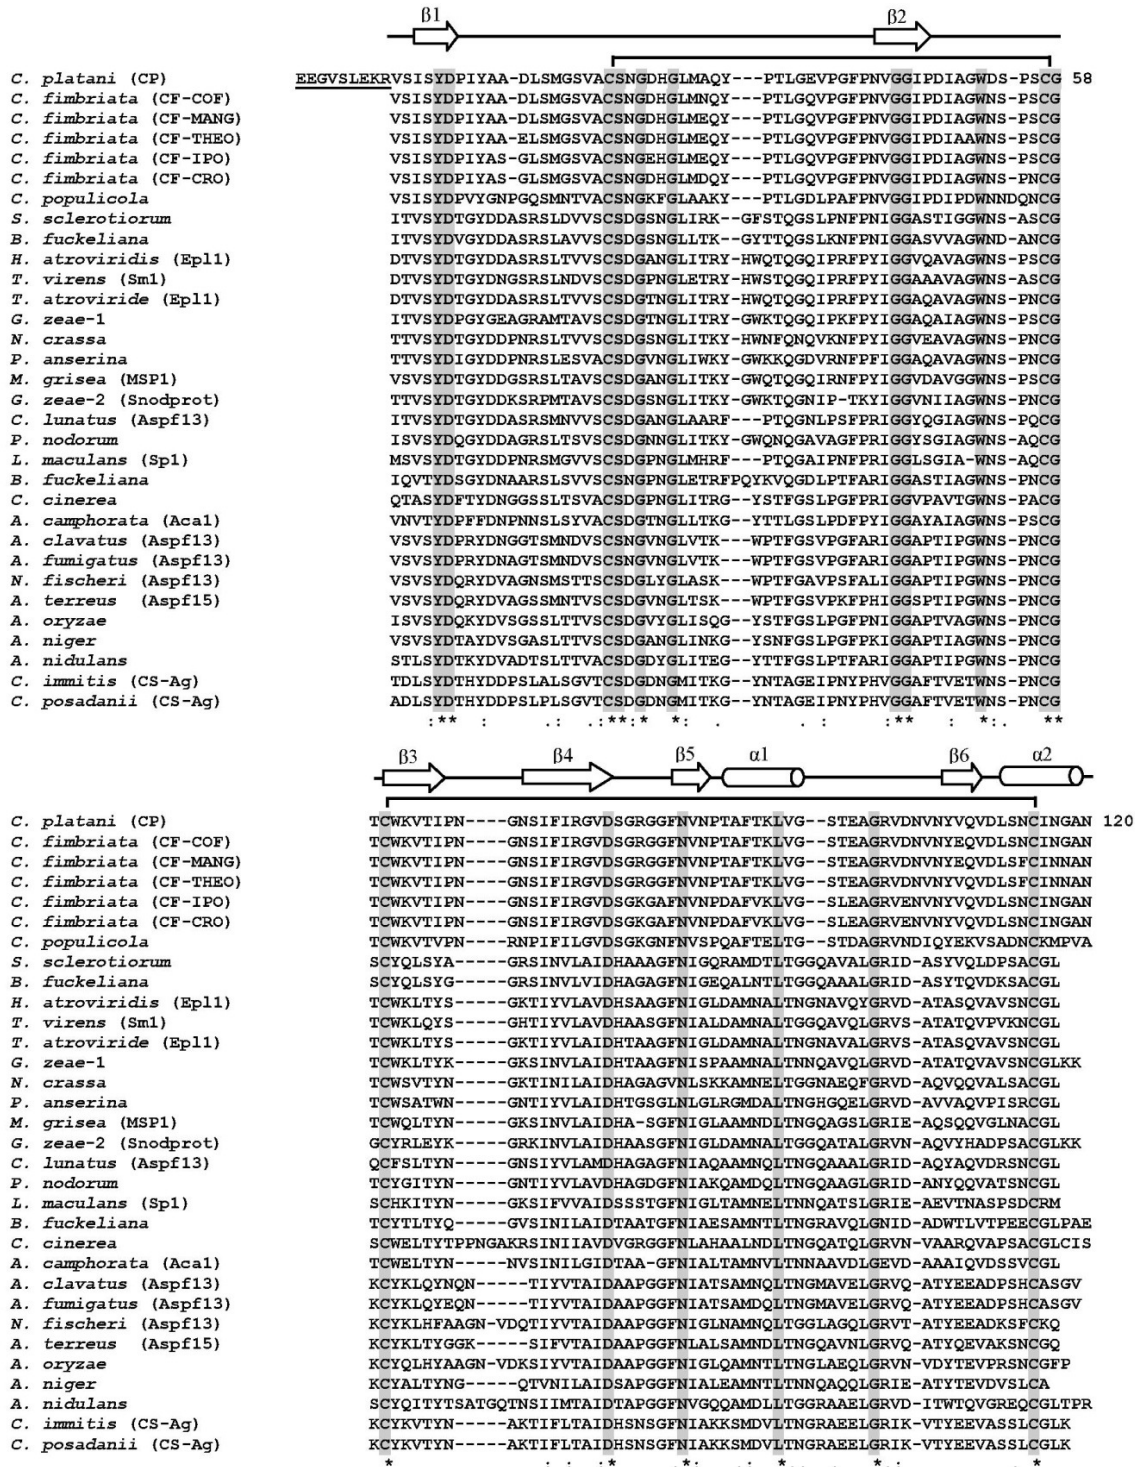 β1 β2
C. platani (CP) EEGVSLEKRVSISYDPIYAA-DLSMGSVACSNGDHGLMAQY---PTLGEVPGFPNVGGIPDIAGWDS-PSCG 58
C. fimbriata (CF-COF) VSISYDPIYAA-DLSMGSVACSNGDHGLMNQY---PTLGQVPGFPNVGGIPDIAGWNS-PSCG
C. fimbriata (CF-MANG) VSISYDPIYAA-DLSMGSVACSNGDHGLMEQY---PTLGQVPGFPNVGGIPDIAGWNS-PSCG
C. fimbriata (CF-THEO) VSISYDPIYAA-ELSMGSVACSNGDHGLMEQY---PTLGQVPGFPNVGGIPDIAAWNS-PSCG
C. fimbriata (CF-IPO) VSISYDPIYAS-GLSMGSVACSNGEHGLMEQY---PTLGQVPGFPNVGGIPDIAGWNS-PSCG
C. fimbriata (CF-CRO) VSISYDPIYAS-GLSMGSVACSNGDHGLMDQY---PTLGQVPGFPNVGGIPDIAGWNS-PSCG
C. populicola VSISYDPVYGNPGQSMNTVACSNGKFGLAAKY---PTLGDLPAFPNVGGIPDIPDWNNDQNCG
S. sclerotiorum ITVSYDTGYDDASRSLDVVSCSDGSNGLIRK--GFSTQGSLPNFPNIGGASTIGGWNS-ASCG
B. fuckeliana ITVSYDVGYDDASRSLAVVSCSDGSNGLLTK--GYTTQGSLKNFPNIGGASVVAGWND-ANCG
H. atroviridis (Epl1) DTVSYDTGYDDASRSLTVVSCSDGANGLITRY-HWQTQGQIPRFPYIGGVQAVAGWNS-PSCG
T. virens (Sm1) DTVSYDTGYDNGSRSLNDVSCSDGPNGLETRY-HWSTQGQIPRFPYIGGAAAVAGWNS-ASCG
T. atroviride (Epl1) DTVSYDTGYDDASRSLTVVSCSDGTNGLITRY-HWQTQGQIPRFPYIGGAQAVAGWNS-PNCG
G. zeae-1 ITVSYDPGYGEAGRAMTAVSCSDGTNGLITRY-GWKTQGQIPKFPYIGGAQAIAGWNS-PSCG
N. crassa TTVSYDTGYDDPNRSLTVVSCSDGSNGLITKY-HWNFQNQVKNFPYIGGVEAVAGWNS-PNCG
P. anserina TTVSYDIGYDDPNRSLESVACSDGVNGLIWKY-GWKKQGDVRNFPFIGGAQAVAGWNS-PNCG
M. grisea (MSP1) VSVSYDTGYDDGSRSLTAVSCSDGANGLITKY-GWQTQGQIRNFPYIGGVDAVGGWNS-PSCG
G. zeae-2 (Snodprot) TTVSYDTGYDDKSRPMTAVSCSDGSNGLITKY-GWKTQGNIP-TKYIGGVNIIAGWNS-PNCG
C. lunatus (Aspf13) ITVSYDTGYDDASRSMNVVSCSDGANGLAARF--PTQGNLPSFPRIGGYQGIAGWNS-PQCG
P. nodorum ISVSYDQGYDDAGRSLTSVSCSDGNNGLITKY-GWQNQGAVAGFPRIGGYSGIAGWNS-AQCG
L. maculans (Sp1) MSVSYDTGYDDPNRSMGVVSCSDGPNGLMHRF--PTQGAIPNFPRIGGLSGIA-WNS-AQCG
B. fuckeliana IQVTYDSGYDNAARSLSVVSCSNGPNGLETRFPQYKVQGDLPTFARIGGASTIAGWNS-PNCG
C. cinerea QTASYDFTYDNGGSSLTSVACSDGPNGLITRG--YSTFGSLPGFPRIGGVPAVTGWNS-PACG
A. camphorata (Aca1) VNVTYDPFFDNPNNSLSYVACSDGTNGLLTKG--YTTLGSLPDFPYIGGAYAIAGWNS-PSCG
A. clavatus (Aspf13) VSVSYDPRYDNGGTSMNDVSCSNGVNGLVTK--WPTFGSVPGFARIGGAPTIPGWNS-PNCG
A. fumigatus (Aspf13) VSVSYDPRYDNAGTSMNDVSCSNGVNGLVTK--WPTFGSVPGFARIGGAPTIPGWNS-PNCG
N. fischeri (Aspf13) VSVSYDQRYDVAGNSMSTTSCSDGLYGLASK--WPTFGAVPSFALIGGAPTIPGWNS-PNCG
A. terreus (Aspf15) VSVSYDQRYDVAGSSMNTVSCSDGVNGLTSK--WPTFGSVPKFPHIGGSPTIPGWNS-PNCG
A. oryzae ISVSYDQKYDVSGSSLTTVSCSDGVYGLISQG--YSTFGSLPGFPNIGGAPTVAGWNS-PNCG
A. niger VSVSYDTAYDVSGASLTTVSCSDGANGLINKG--YSNFGSLPGFPKIGGAPTIAGWNS-PNCG
A. nidulans STLSYDTKYDVADTSLTTVACSDGDYGLITEG--YTTFGSLPTFARIGGAPTIPGWNS-PNCG
C. immitis (CS-Ag) TDLSYDTHYDDPSLALSGVTCSDGDNGMITKG--YNTAGEIPNYPHVGGAFTVETWNS-PNCG
C. posadanii (CS-Ag) ADLSYDTHYDDPSLPLSGVTCSDGDNGMITKG--YNTAGEIPNYPHVGGAFTVETWNS-PNCG
:** : .: .:**:* *: . . : ** *:. **
β3 β4 β5 α1 β6 α2
C. platani (CP) TCWKVTIPN-----GNSIFIRGVDSGRGGFNVNPTAFTKLVG--STEAGRVDNVNYVQVDLSNCINGAN 120
C. fimbriata (CF-COF) TCWKVTIPN-----GNSIFIRGVDSGRGGFNVNPTAFTKLVG--STEAGRVDNVNYEQVDLSNCINGAN
C. fimbriata (CF-MANG) TCWKVTIPN-----GNSIFIRGVDSGRGGFNVNPTAFTKLVG--STEAGRVDNVNYEQVDLSFCINNAN
C. fimbriata (CF-THEO) TCWKVTIPN-----GNSIFIRGVDSGRGGFNVNPTAFTKLVG--STEAGRVDNVNYVQVDLSFCINNAN
C. fimbriata (CF-IPO) TCWKVTIPN-----GNSIFIRGVDSGKGAFNVNPDAFVKLVG--SLEAGRVENVNYVQVDLSNCINGAN
C. fimbriata (CF-CRO) TCWKVTIPN-----GNSIFIRGVDSGKGAFNVNPDAFVKLVG--SLEAGRVENVNYVQVDLSNCINGAN
C. populicola TCWKVTVPN-----RNPIFILGVDSGKGNFNVSPQAFTELTG--STDAGRVNDIQYEKVSADNCKMPVA
S. sclerotiorum SCYQLSYA-----GRSINVLAIDHAAAGFNIGQRAMDTLTGGQAVALGRID-ASYVQLDPSACGL
B. fuckeliana SCYQLSYG-----GRSINVLVIDHAGAGFNIGEQALNTLTGGQAAALGRID-ASYTQVDKSACGL
H. atroviridis (Epl1) TCWKLTYS-----GKTIYVLAVDHSAAGFNIGLDAMNALTNGNAVQYGRVD-ATASQVAVSNCGL
T. virens (Sm1) TCWKLQYS-----GHTIYVLAVDHAASGFNIALDAMNALTGGQAVQLGRVS-ATATQVPVKNCGL
T. atroviride (Epl1) TCWKLTYS-----GKTIYVLAIDHTAAGFNIGLDAMNALTNGNAVALGRVS-ATASQVAVSNCGL
G. zeae-1 TCWKLTYK-----GKSINVLAIDHTAAGFNISPAAMNALTNNQAVQLGRVD-ATATQVAVSNCGLKK
N. crassa TCWSVTYN-----GKTINILAIDHAGAGVNLSKKAMNELTGGNAEQFGRVD-AQVQQVALSACGL
P. anserina TCWSATWN-----GNTIYVLAIDHTGSGLNLGLRGMDALTNGHGQELGRVD-AVVAQVPISRCGL
M. grisea (MSP1) TCWQLTYN-----GKSINVLAIDHA-SGFNIGLAAMNDLTNGQAGSLGRIE-AQSQQVGLNACGL
G. zeae-2 (Snodprot) GCYRLEYK-----GRKINVLAIDHAASGFNIGLDAMNALTGGQATALGRVN-AQVYHADPSACGLKK
C. lunatus (Aspf13) QCFSLTYN-----GNSIYVLAMDHAGAGFNIAQAAMNQLTNGQAAALGRID-AQYAQVDRSNCGL
P. nodorum TCYGITYN-----GNTIYVLAVDHAGDGFNIAKQAMDQLTNGQAAGLGRID-ANYQQVATSNCGL
L. maculans (Sp1) SCHKITYN-----GKSIFVVAIDSSSTGFNIGLTAMNELTNNQATSLGRIE-AEVTNASPSDCRM
B. fuckeliana TCYTLTYQ-----GVSINILAIDTAATGFNIAESAMNTLTNGRAVQLGNID-ADWTLVTPEECGLPAE
C. cinerea SCWELTYTPPNGAKRSINIIAVDVGRGGFNLAHAALNDLTNGQATQLGRVN-VAARQVAPSACGLCIS
A. camphorata (Aca1) TCWELTYN------NVSINILGIDTAA-GFNIALTAMNVLTNNAAVDLGEVD-AAAIQVDSSVCGL
A. clavatus (Aspf13) KCYKLQYNQN-----TIYVTAIDAAPGGFNIATSAMNQLTNGMAVELGRVQ-ATYEEADPSHCASGV
A. fumigatus (Aspf13) KCYKLQYEQN-----TIYVTAIDAAPGGFNIATSAMDQLTNGMAVELGRVQ-ATYEEADPSHCASGV
N. fischeri (Aspf13) KCYKLHFAAGN-VDQTIYVTAIDAAPGGFNIGLNAMNQLTGGLAGQLGRVT-ATYEEADKSFCKQ
A. terreus (Aspf15) KCYKLTYGGK-----SIFVTAIDAAPGGFNLALSAMNDLTNGQAVNLGRVQ-ATYQEVAKSNCGQ
A. oryzae KCYQLHYAAGN-VDKSIYVTAIDAAPGGFNIGLQAMNTLTNGLAEQLGRVN-VDYTEVPRSNCGFP
A. niger KCYALTYNG-----QTVNILAIDSAPGGFNIALEAMNTLTNNQAQQLGRIE-ATYTEVDVSLCA
A. nidulans SCYQITYTSATGQTNSIIMTAIDTAPGGFNVGQQAMDLLTGGRAAELGRVD-ITWTQVGREQCGLTPR
C. immitis (CS-Ag) KCYKVTYN------AKTIFLTAIDHSNSGFNIAKKSMDVLTNGRAEELGRIK-VTYEEVASSLCGLK
C. posadanii (CS-Ag) KCYKVTYN------AKTIFLTAIDHSNSGFNIAKKSMDVLTNGRAEELGRIK-VTYEEVASSLCGLK
* : :* * : *. . *.: *